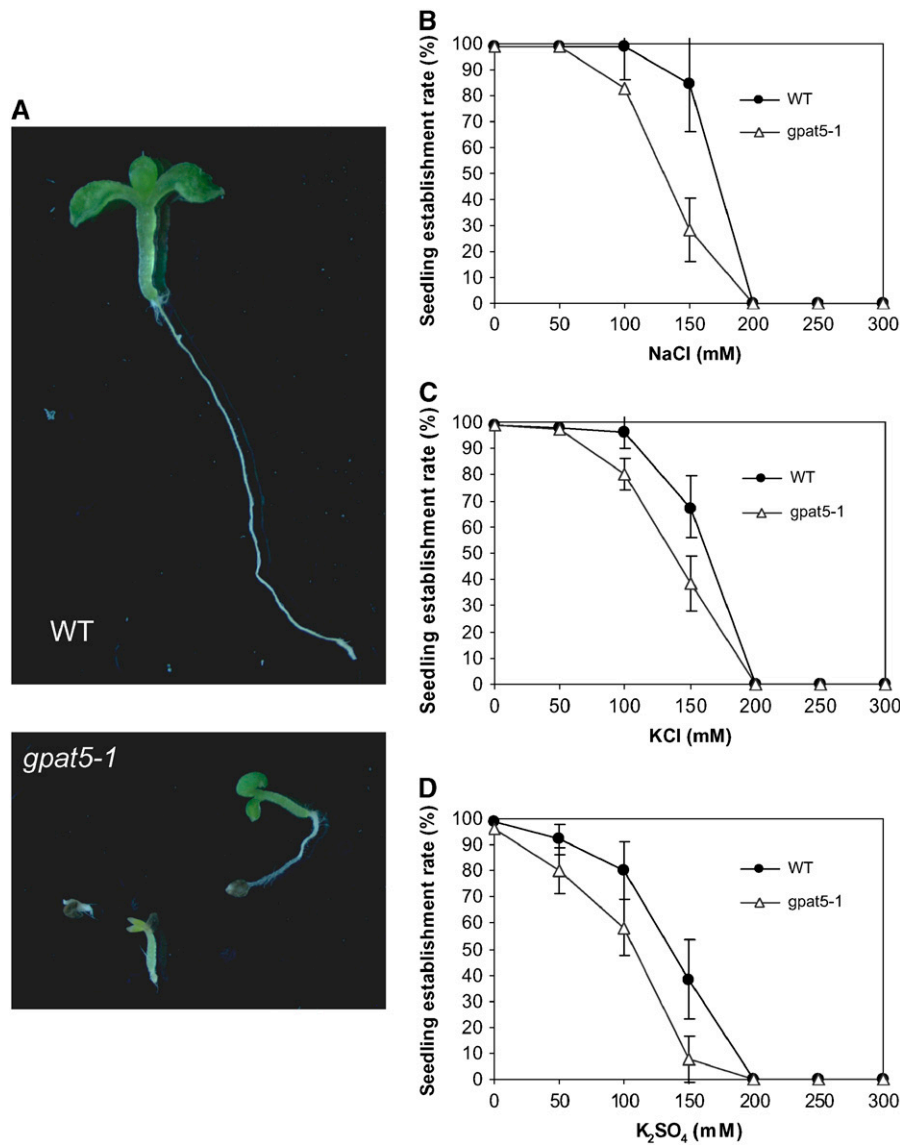 A
WT
gpat5-1
B
Seedling establishment rate (%)
100
90
80
70
60
50
40
30
20
10
0
WT
gpat5-1
0 50 100 150 200 250 300
NaCl (mM)
C
Seedling establishment rate (%)
100
90
80
70
60
50
40
30
20
10
0
WT
gpat5-1
0 50 100 150 200 250 300
KCl (mM)
D
Seedling establishment rate (%)
100
90
80
70
60
50
40
30
20
10
0
WT
gpat5-1
0 50 100 150 200 250 300
K₂SO₄ (mM)